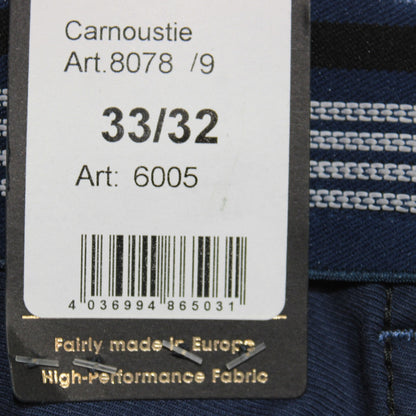 Carnoustie
Art.8078 /9
33/32
Art: 6005
4 036994 865031
Fairly made in Europe
High-Performance Fabric